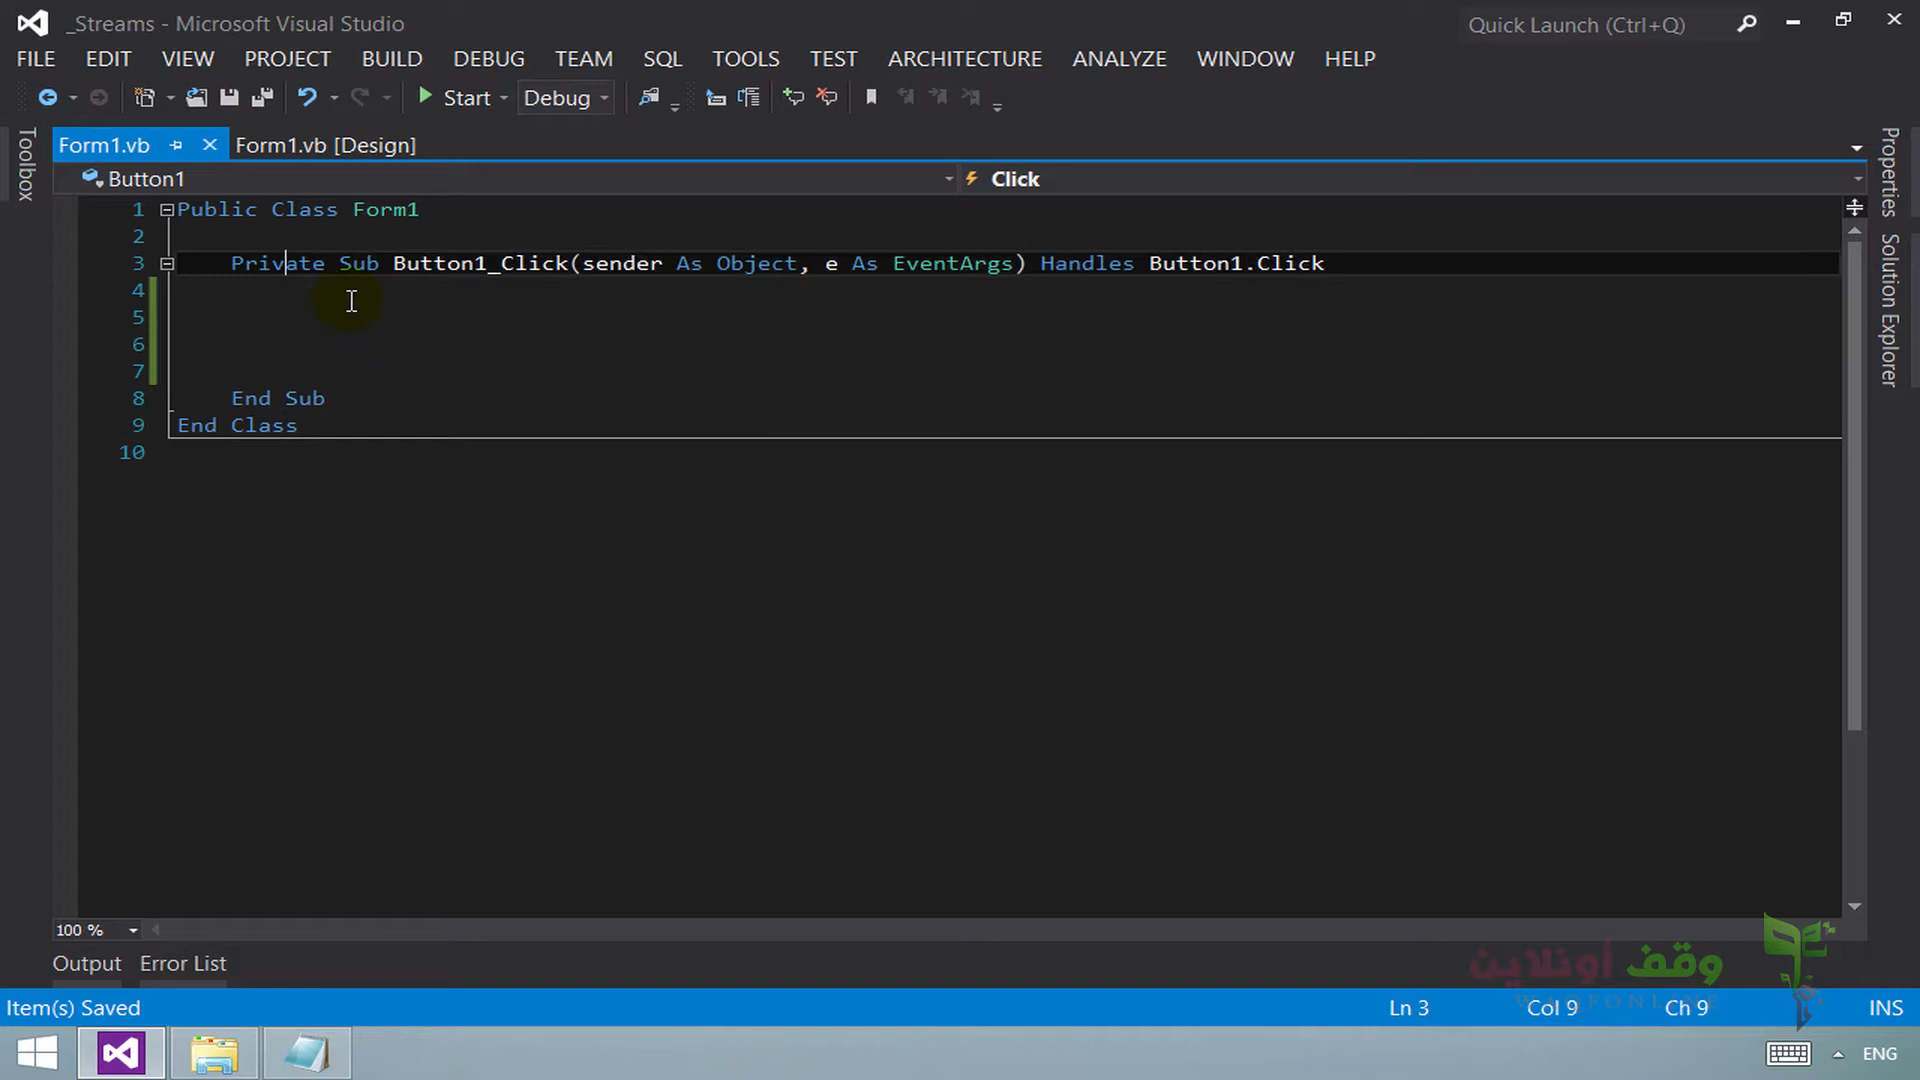 _Streams - Microsoft Visual Studio
Quick Launch (Ctrl+Q)
FILE EDIT VIEW PROJECT BUILD DEBUG TEAM SQL TOOLS TEST ARCHITECTURE ANALYZE WINDOW HELP
Start Debug
Toolbox
Form1.vb Form1.vb [Design]
Properties
Solution Explorer
Button1 Click
1 Public Class Form1
2
3 Private Sub Button1_Click(sender As Object, e As EventArgs) Handles Button1.Click
4
5
6
7
8 End Sub
9 End Class
10
100 %
Output Error List
وقف أونلاين
WAQFONLINE
Item(s) Saved Ln 3 Col 9 Ch 9 INS
ENG